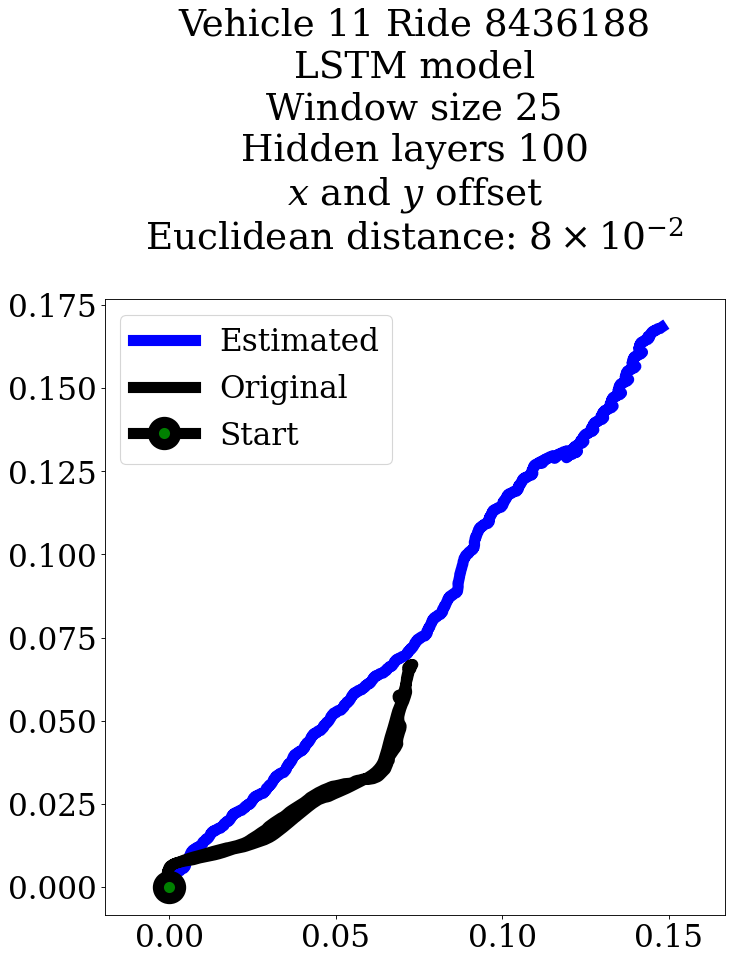 Vehicle 11 Ride 8436188
LSTM model
Window size 25
Hidden layers 100
x and y offset
Euclidean distance: 8 × 10⁻²
0.175
Estimated
0.150
Original
Start
0.125
0.100
0.075
0.050
0.025
0.000
0.00 0.05 0.10 0.15